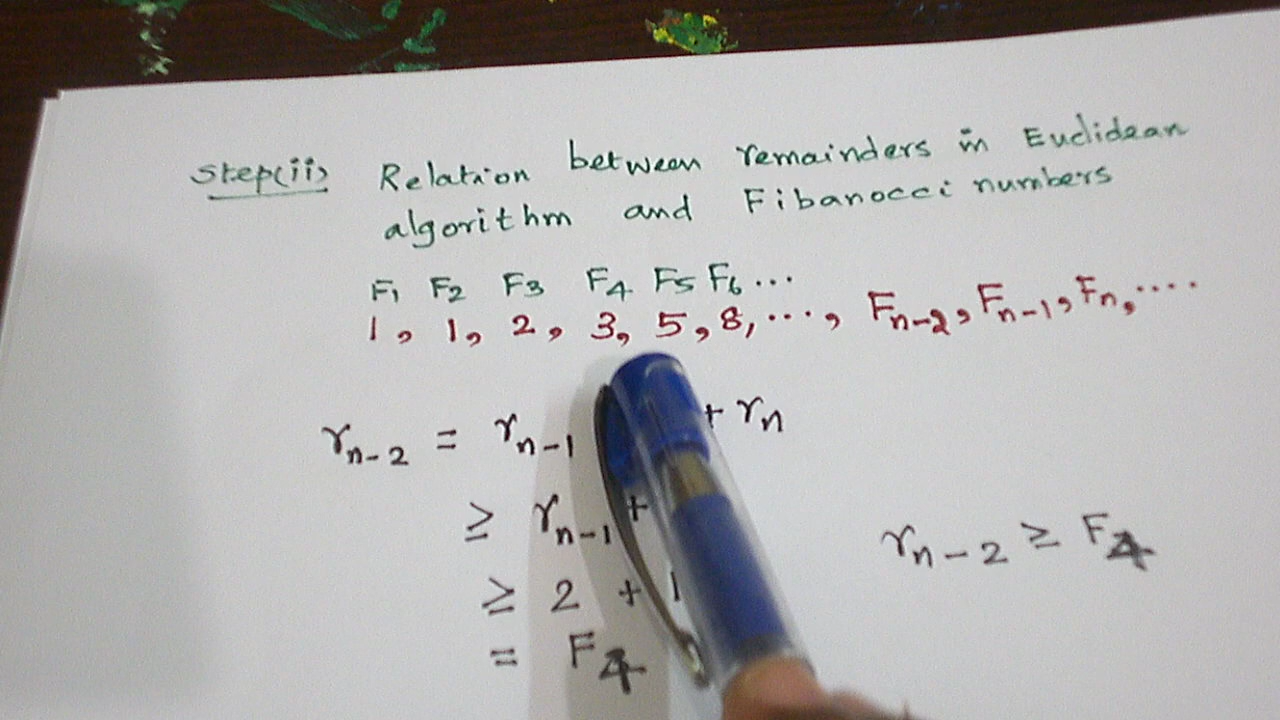 Step(ii) Relation between remainders in Euclidean
algorithm and Fibanocci numbers
F1 F2 F3 F4 F5 F6 ...
1, 1, 2, 3, 5, 8, ..., Fn-2, Fn-1, Fn, ....
rn-2 = rn-1 + rn
≥ rn-1 +
≥ 2 + 1
= F4
rn-2 ≥ F4